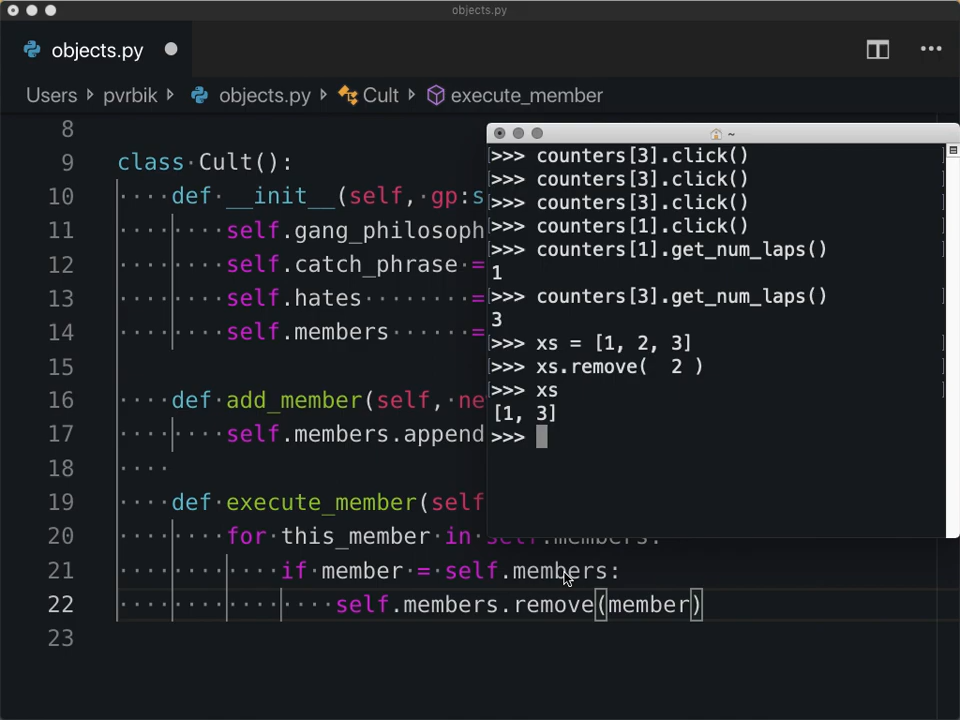 objects.py
objects.py
Users pvrbik objects.py Cult execute_member
8
9 class Cult():
10 def __init__(self, gp:s
11 self.gang_philosoph
12 self.catch_phrase =
13 self.hates =
14 self.members =
15
16 def add_member(self, ne
17 self.members.append
18
19 def execute_member(self
20 for this_member in self.members:
21 if member = self.members:
22 self.members.remove(member)
23
~
>>> counters[3].click()
>>> counters[3].click()
>>> counters[3].click()
>>> counters[1].click()
>>> counters[1].get_num_laps()
1
>>> counters[3].get_num_laps()
3
>>> xs = [1, 2, 3]
>>> xs.remove(  2 )
>>> xs
[1, 3]
>>>